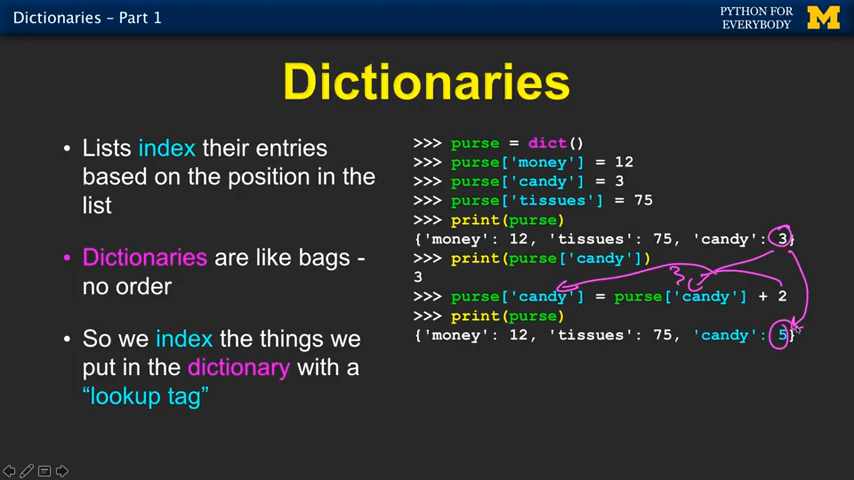 Dictionaries – Part 1
PYTHON FOR
EVERYBODY
M
Dictionaries
• Lists index their entries
based on the position in the
list
• Dictionaries are like bags -
no order
• So we index the things we
put in the dictionary with a
“lookup tag”
>>> purse = dict()
>>> purse['money'] = 12
>>> purse['candy'] = 3
>>> purse['tissues'] = 75
>>> print(purse)
{'money': 12, 'tissues': 75, 'candy': 3}
>>> print(purse['candy'])
3
3
>>> purse['candy'] = purse['candy'] + 2
>>> print(purse)
{'money': 12, 'tissues': 75, 'candy': 5}